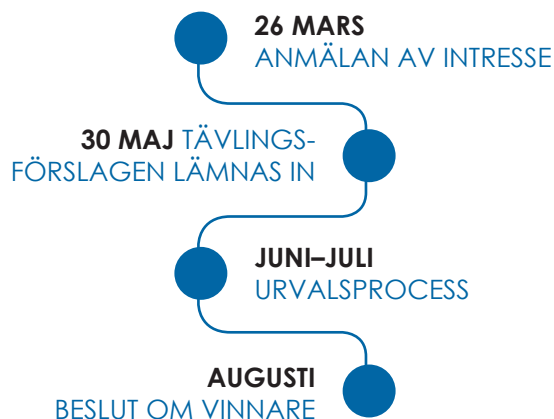 26 MARS
ANMÄLAN AV INTRESSE
30 MAJ TÄVLINGS-
FÖRSLAGEN LÄMNAS IN
JUNI–JULI
URVALSPROCESS
AUGUSTI
BESLUT OM VINNARE